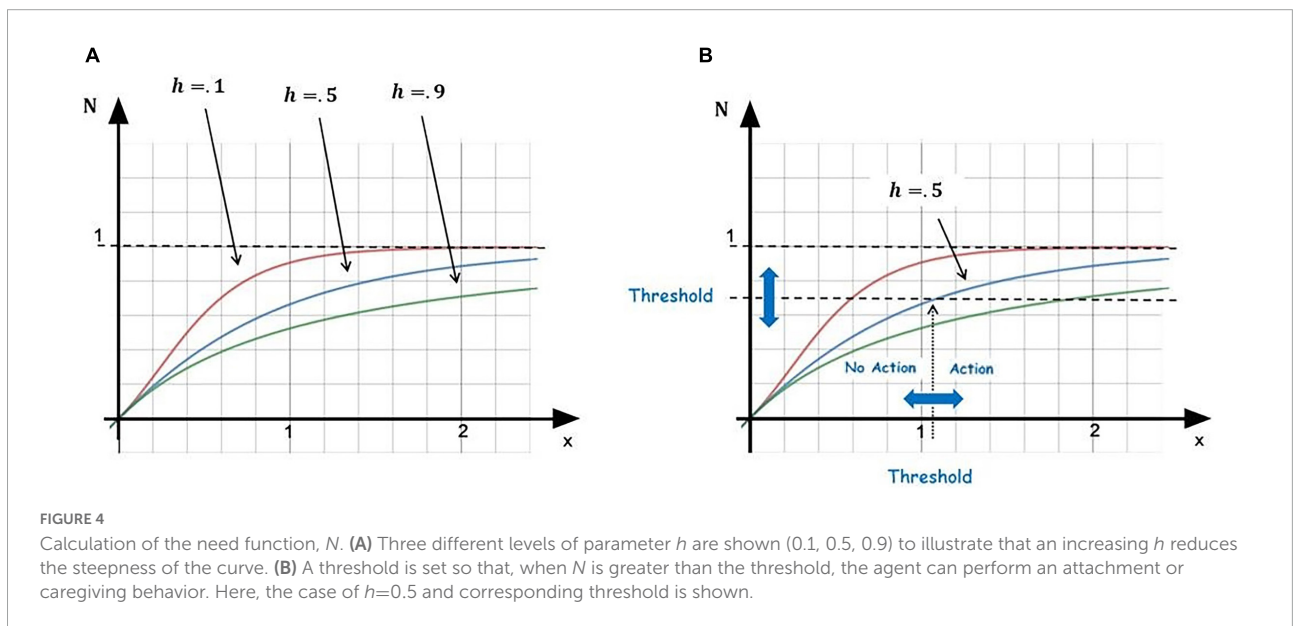 A
h =. 1
h =. 5
h =. 9
N
1
1
2
x
B
N
h =. 5
1
Threshold
No Action
Action
1
2
x
Threshold
FIGURE 4
Calculation of the need function, N. (A) Three different levels of parameter h are shown (0.1, 0.5, 0.9) to illustrate that an increasing h reduces
the steepness of the curve. (B) A threshold is set so that, when N is greater than the threshold, the agent can perform an attachment or
caregiving behavior. Here, the case of h=0.5 and corresponding threshold is shown.